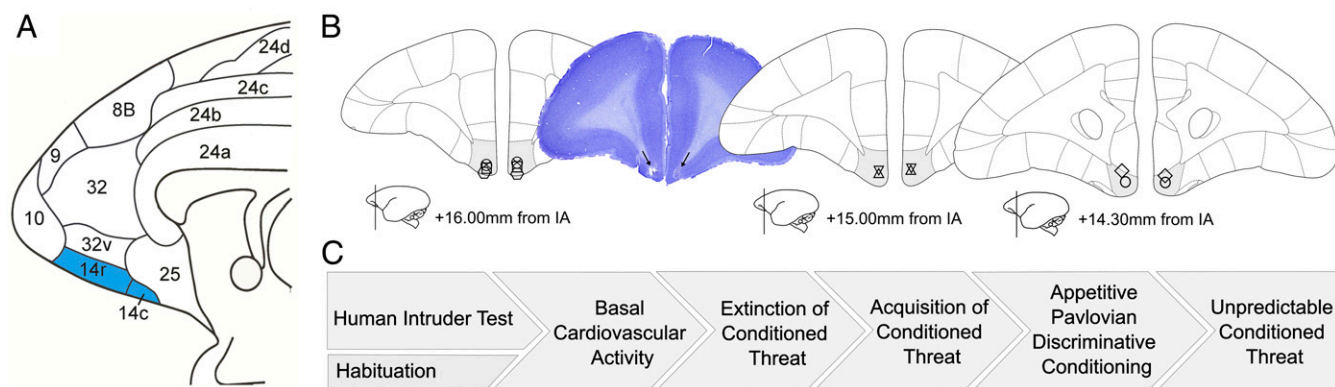 A
24d
24c
8B
24b
9
24a
32
10
32v
14r
25
14c
B
+16.00mm from IA
+15.00mm from IA
+14.30mm from IA
C
Human Intruder Test
Habituation
Basal
Cardiovascular
Activity
Extinction of
Conditioned
Threat
Acquisition of
Conditioned
Threat
Appetitive
Pavlovian
Discriminative
Conditioning
Unpredictable
Conditioned
Threat